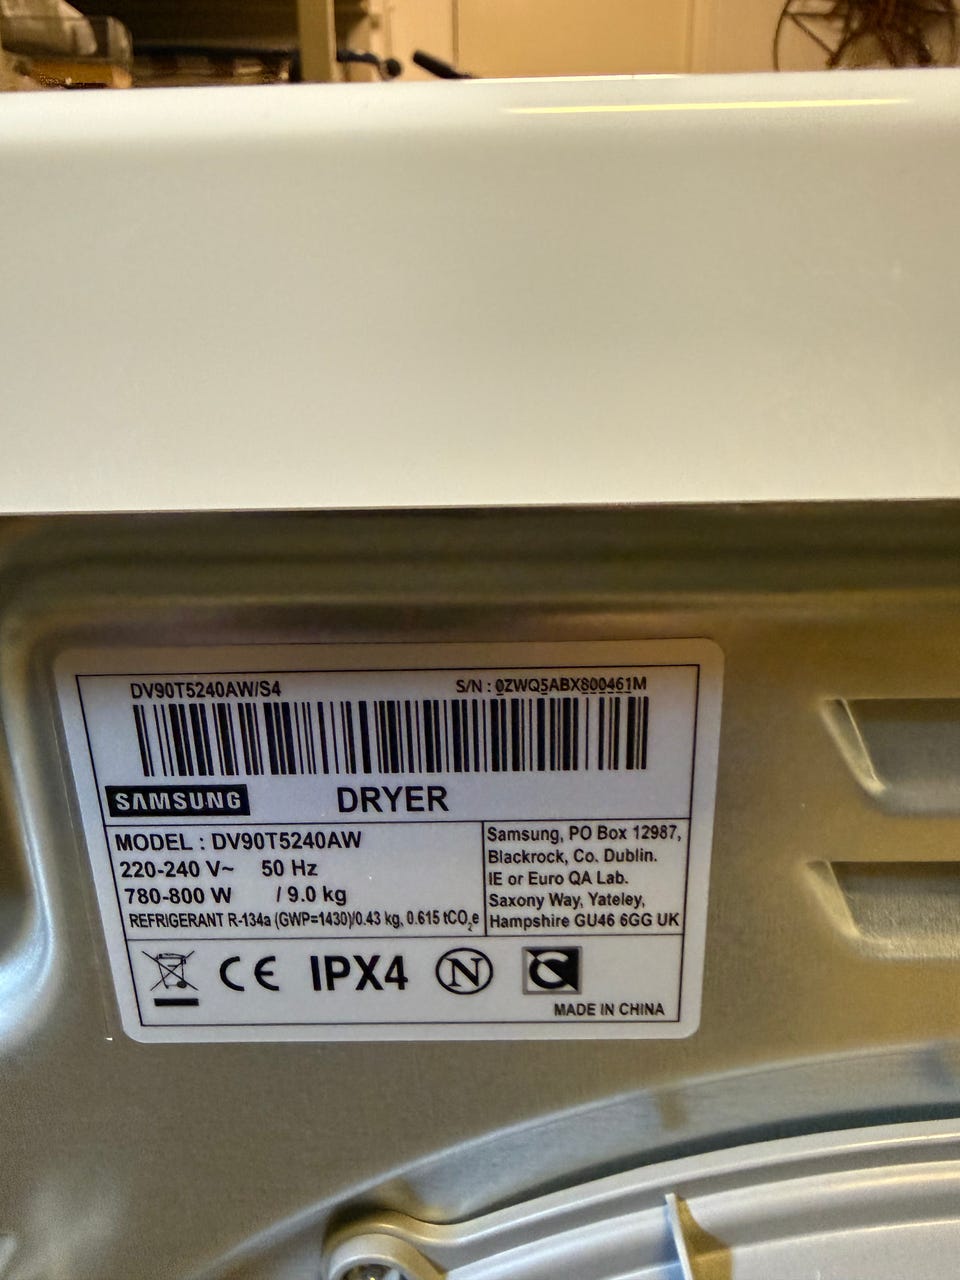 DV90T5240AW/S4 S/N : 0ZWQ5ABX800461M
SAMSUNG DRYER
MODEL : DV90T5240AW
220-240 V~ 50 Hz
780-800 W / 9.0 kg
REFRIGERANT R-134a (GWP=1430)/0.43 kg, 0.615 tCO₂e
Samsung, PO Box 12987,
Blackrock, Co. Dublin.
IE or Euro QA Lab.
Saxony Way, Yateley,
Hampshire GU46 6GG UK
CE IPX4 N
MADE IN CHINA